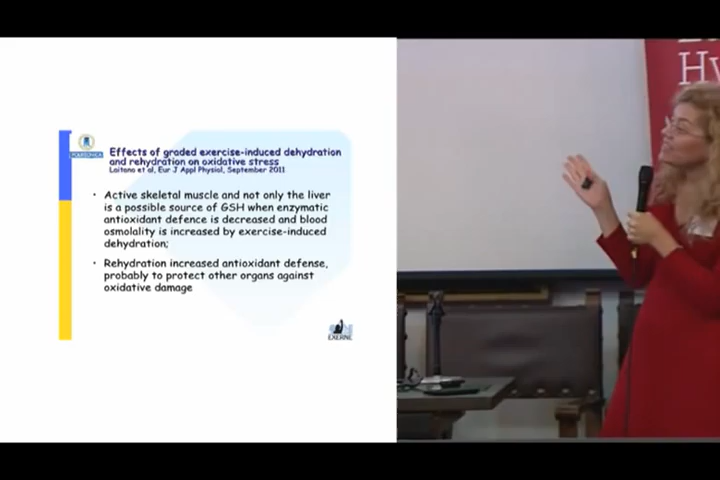 Effects of graded exercise-induced dehydration
and rehydration on oxidative stress
Laitano et al, Eur J Appl Physiol, September 2011
POLITÉCNICA
• Active skeletal muscle and not only the liver
is a possible source of GSH when enzymatic
antioxidant defence is decreased and blood
osmolality is increased by exercise-induced
dehydration;
• Rehydration increased antioxidant defense,
probably to protect other organs against
oxidative damage
EXERNE
Hy